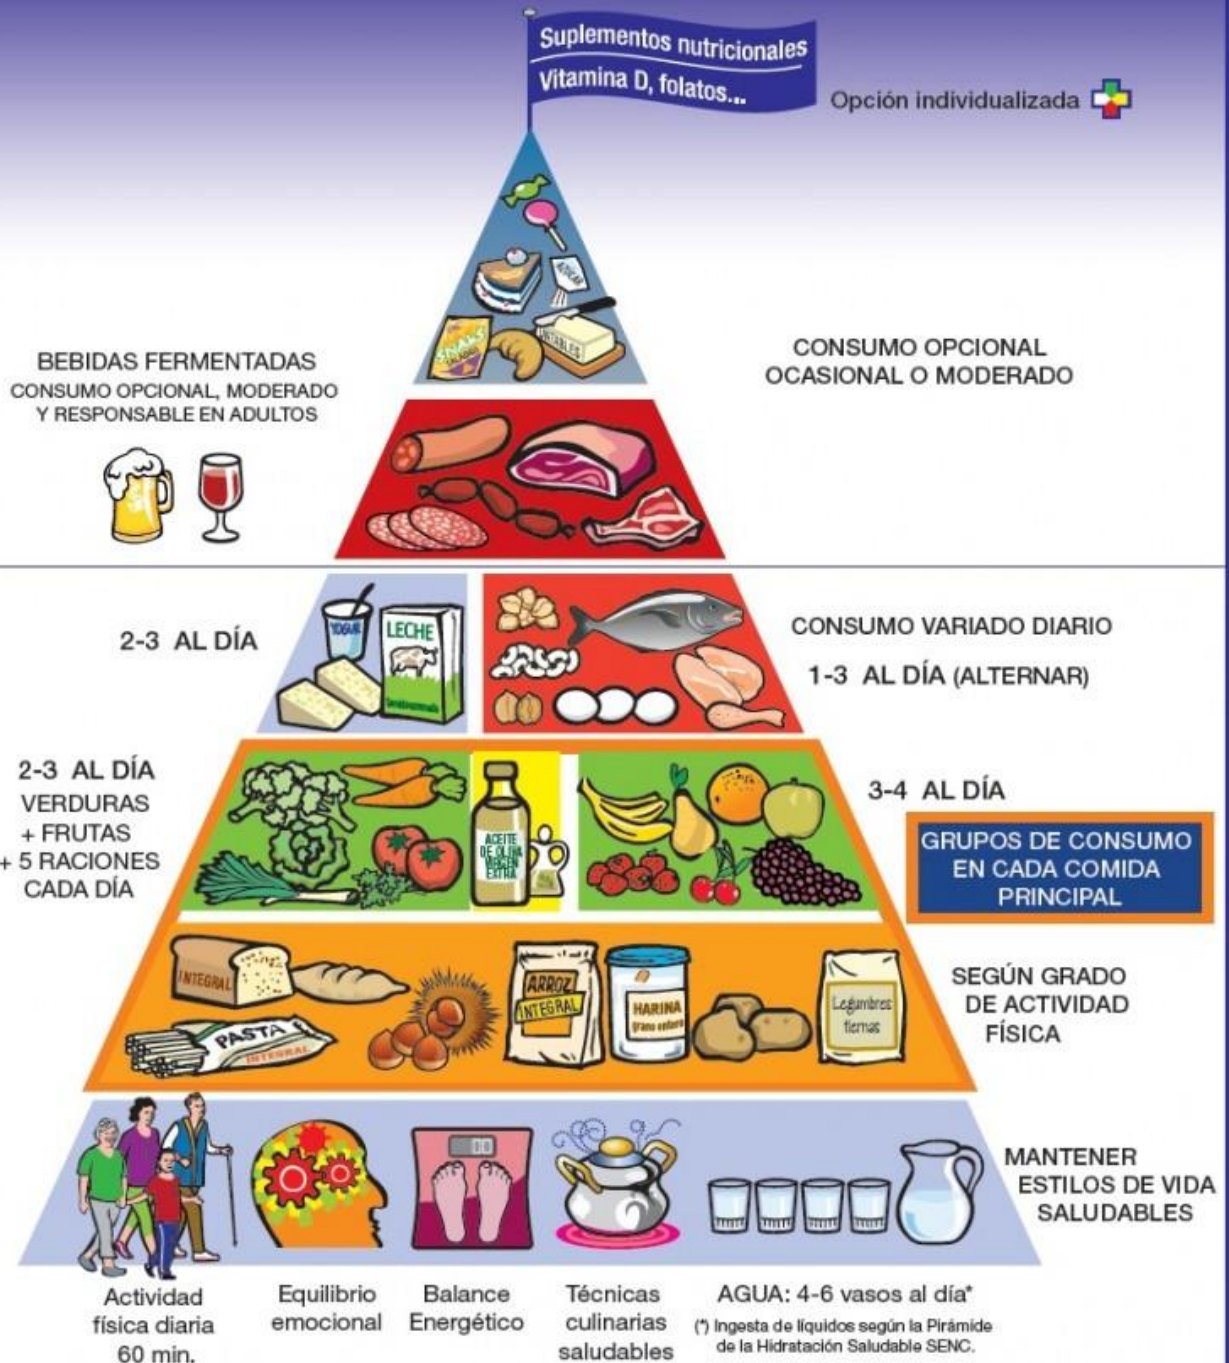 Suplementos nutricionales
Vitamina D, folatos...
Opción individualizada
AZUCAR
SNAKS
SALADOS
UNTABLES
BEBIDAS FERMENTADAS
CONSUMO OPCIONAL, MODERADO
Y RESPONSABLE EN ADULTOS
CONSUMO OPCIONAL
OCASIONAL O MODERADO
2-3 AL DÍA
YOGUR
LECHE
CONSUMO VARIADO DIARIO
1-3 AL DÍA (ALTERNAR)
2-3 AL DÍA
VERDURAS
+ FRUTAS
+ 5 RACIONES
CADA DÍA
ACEITE
DE OLIVA
VIRGEN
EXTRA
3-4 AL DÍA
GRUPOS DE CONSUMO
EN CADA COMIDA
PRINCIPAL
INTEGRAL
PASTA
INTEGRAL
ARROZ
INTEGRAL
HARINA
grano entero
Legumbres
tiernas
SEGÚN GRADO
DE ACTIVIDAD
FÍSICA
MANTENER
ESTILOS DE VIDA
SALUDABLES
Actividad
física diaria
60 min.
Equilibrio
emocional
Balance
Energético
Técnicas
culinarias
saludables
AGUA: 4-6 vasos al día*
(*) Ingesta de líquidos según la Pirámide
de la Hidratación Saludable SENC.